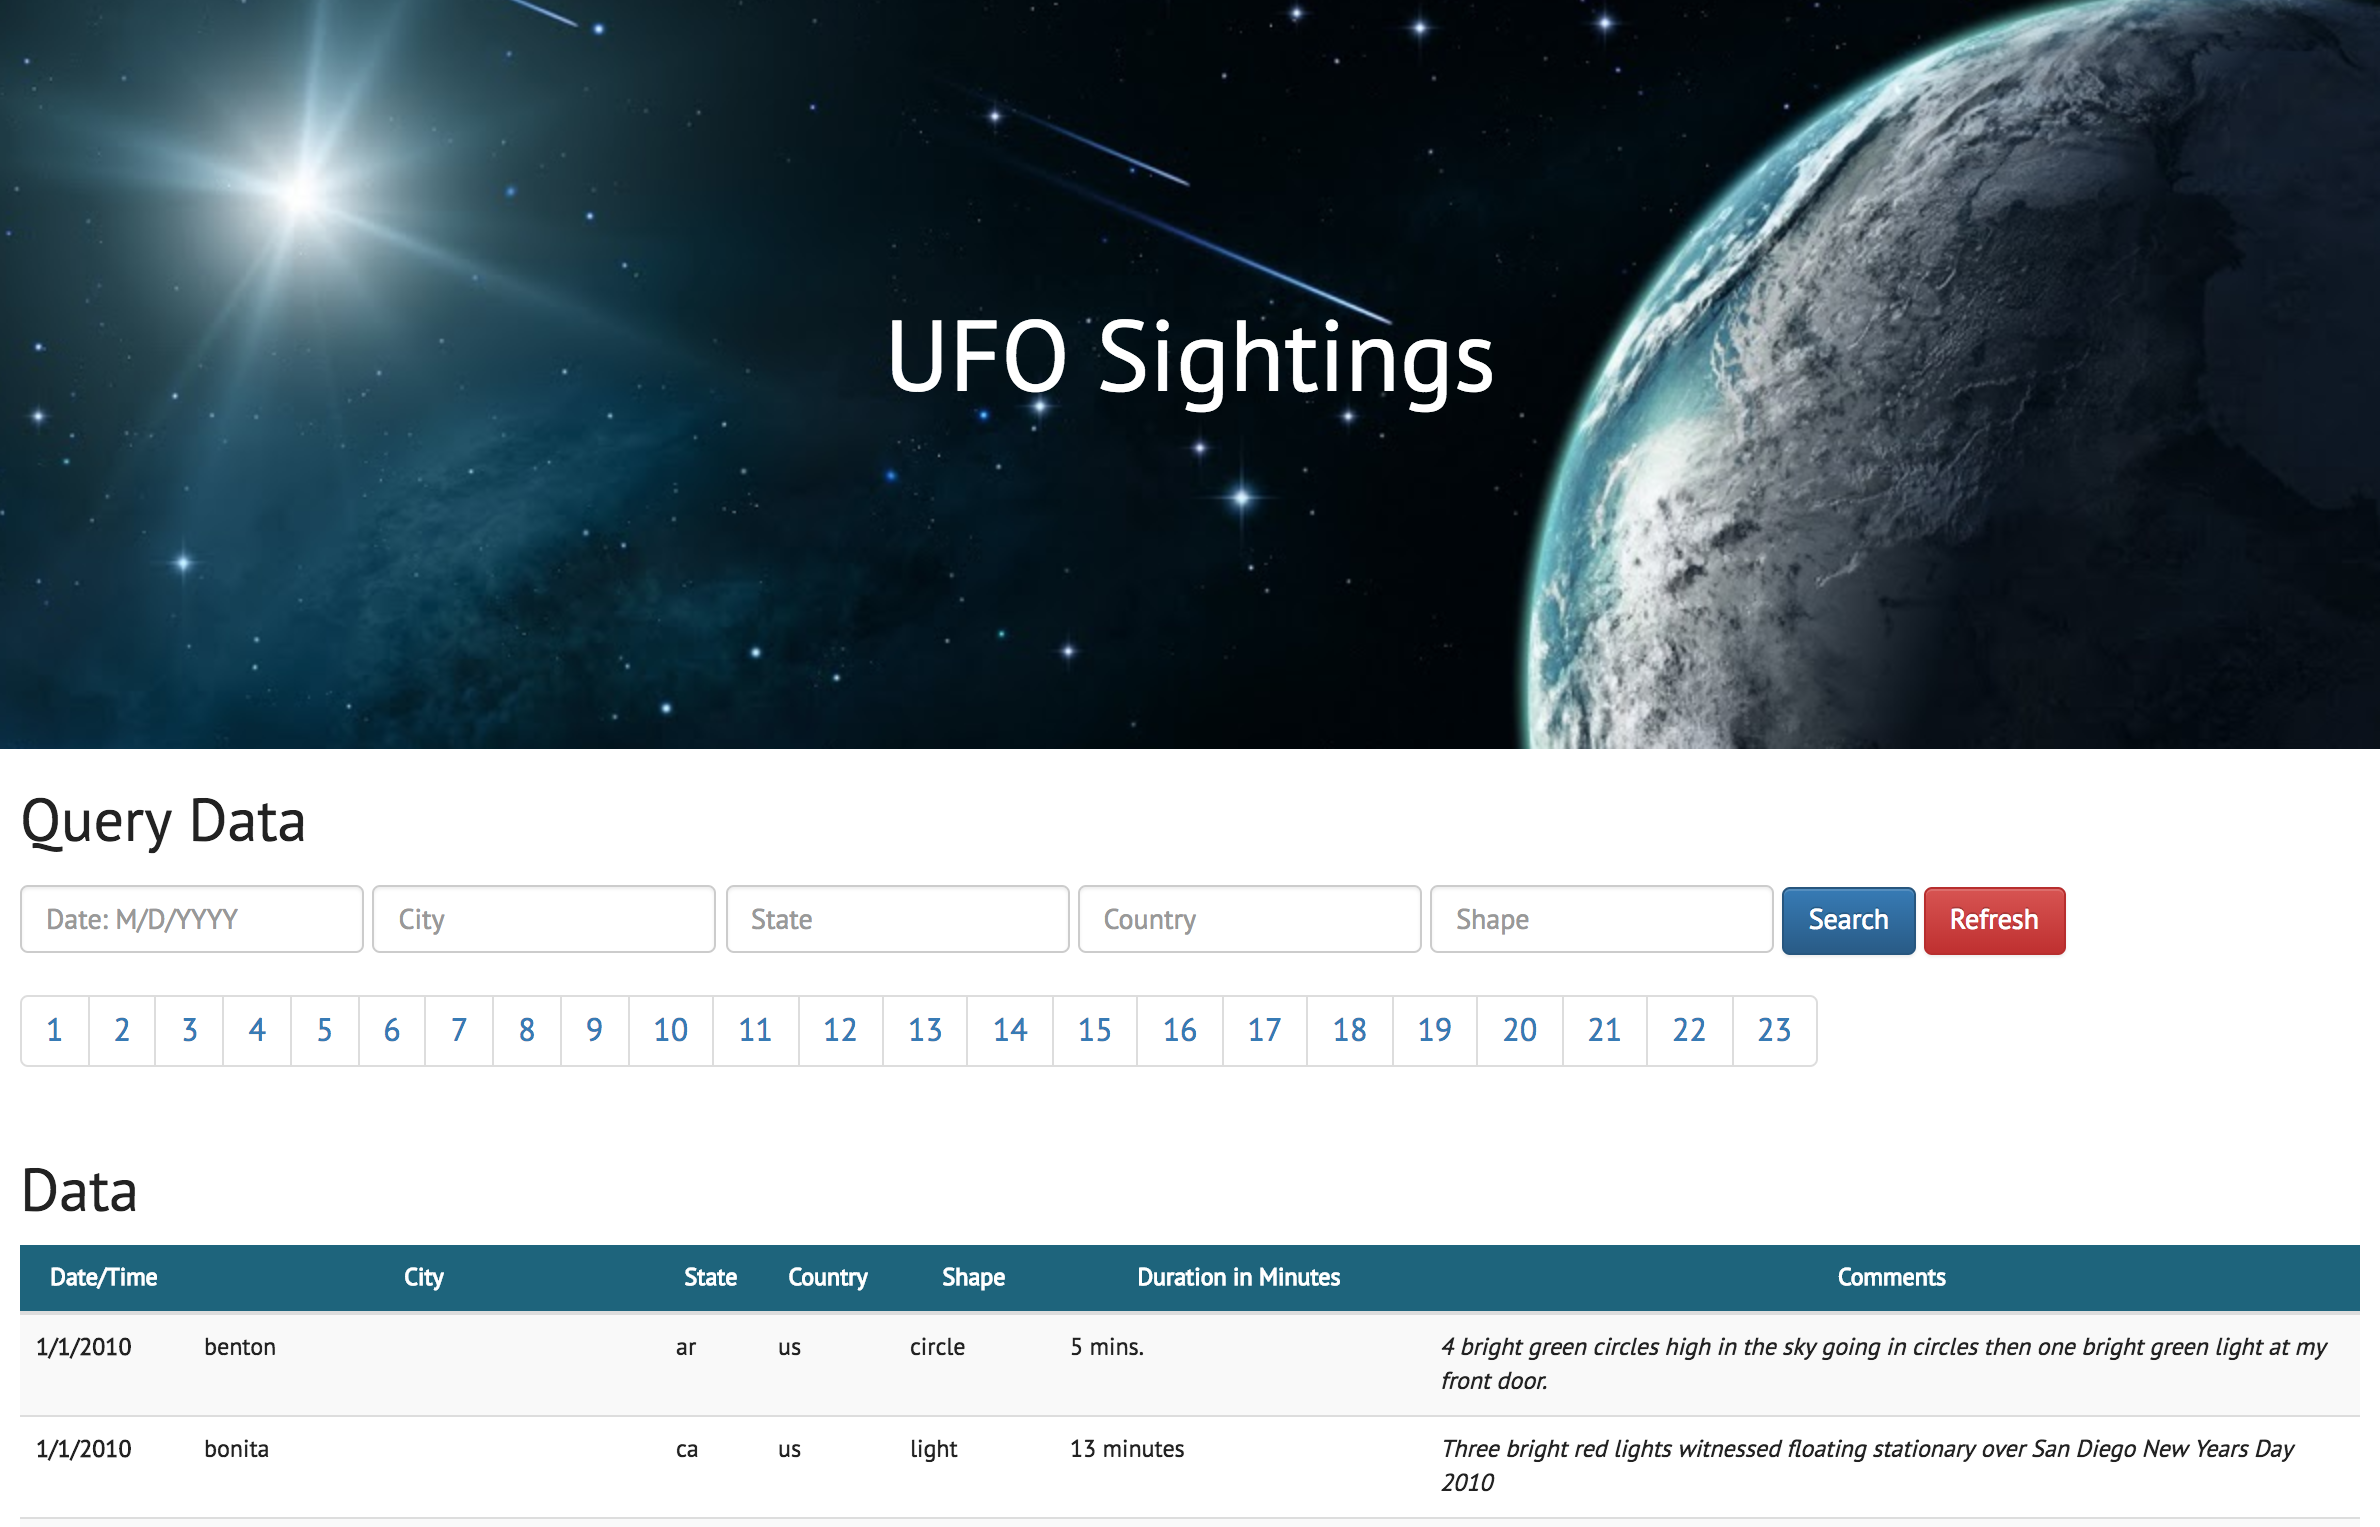 UFO Sightings
Query Data
Date: M/D/YYYY City State Country Shape Search Refresh
1 2 3 4 5 6 7 8 9 10 11 12 13 14 15 16 17 18 19 20 21 22 23
Data
Date/Time City State Country Shape Duration in Minutes Comments
1/1/2010 benton ar us circle 5 mins. 4 bright green circles high in the sky going in circles then one bright green light at my
front door.
1/1/2010 bonita ca us light 13 minutes Three bright red lights witnessed floating stationary over San Diego New Years Day
2010